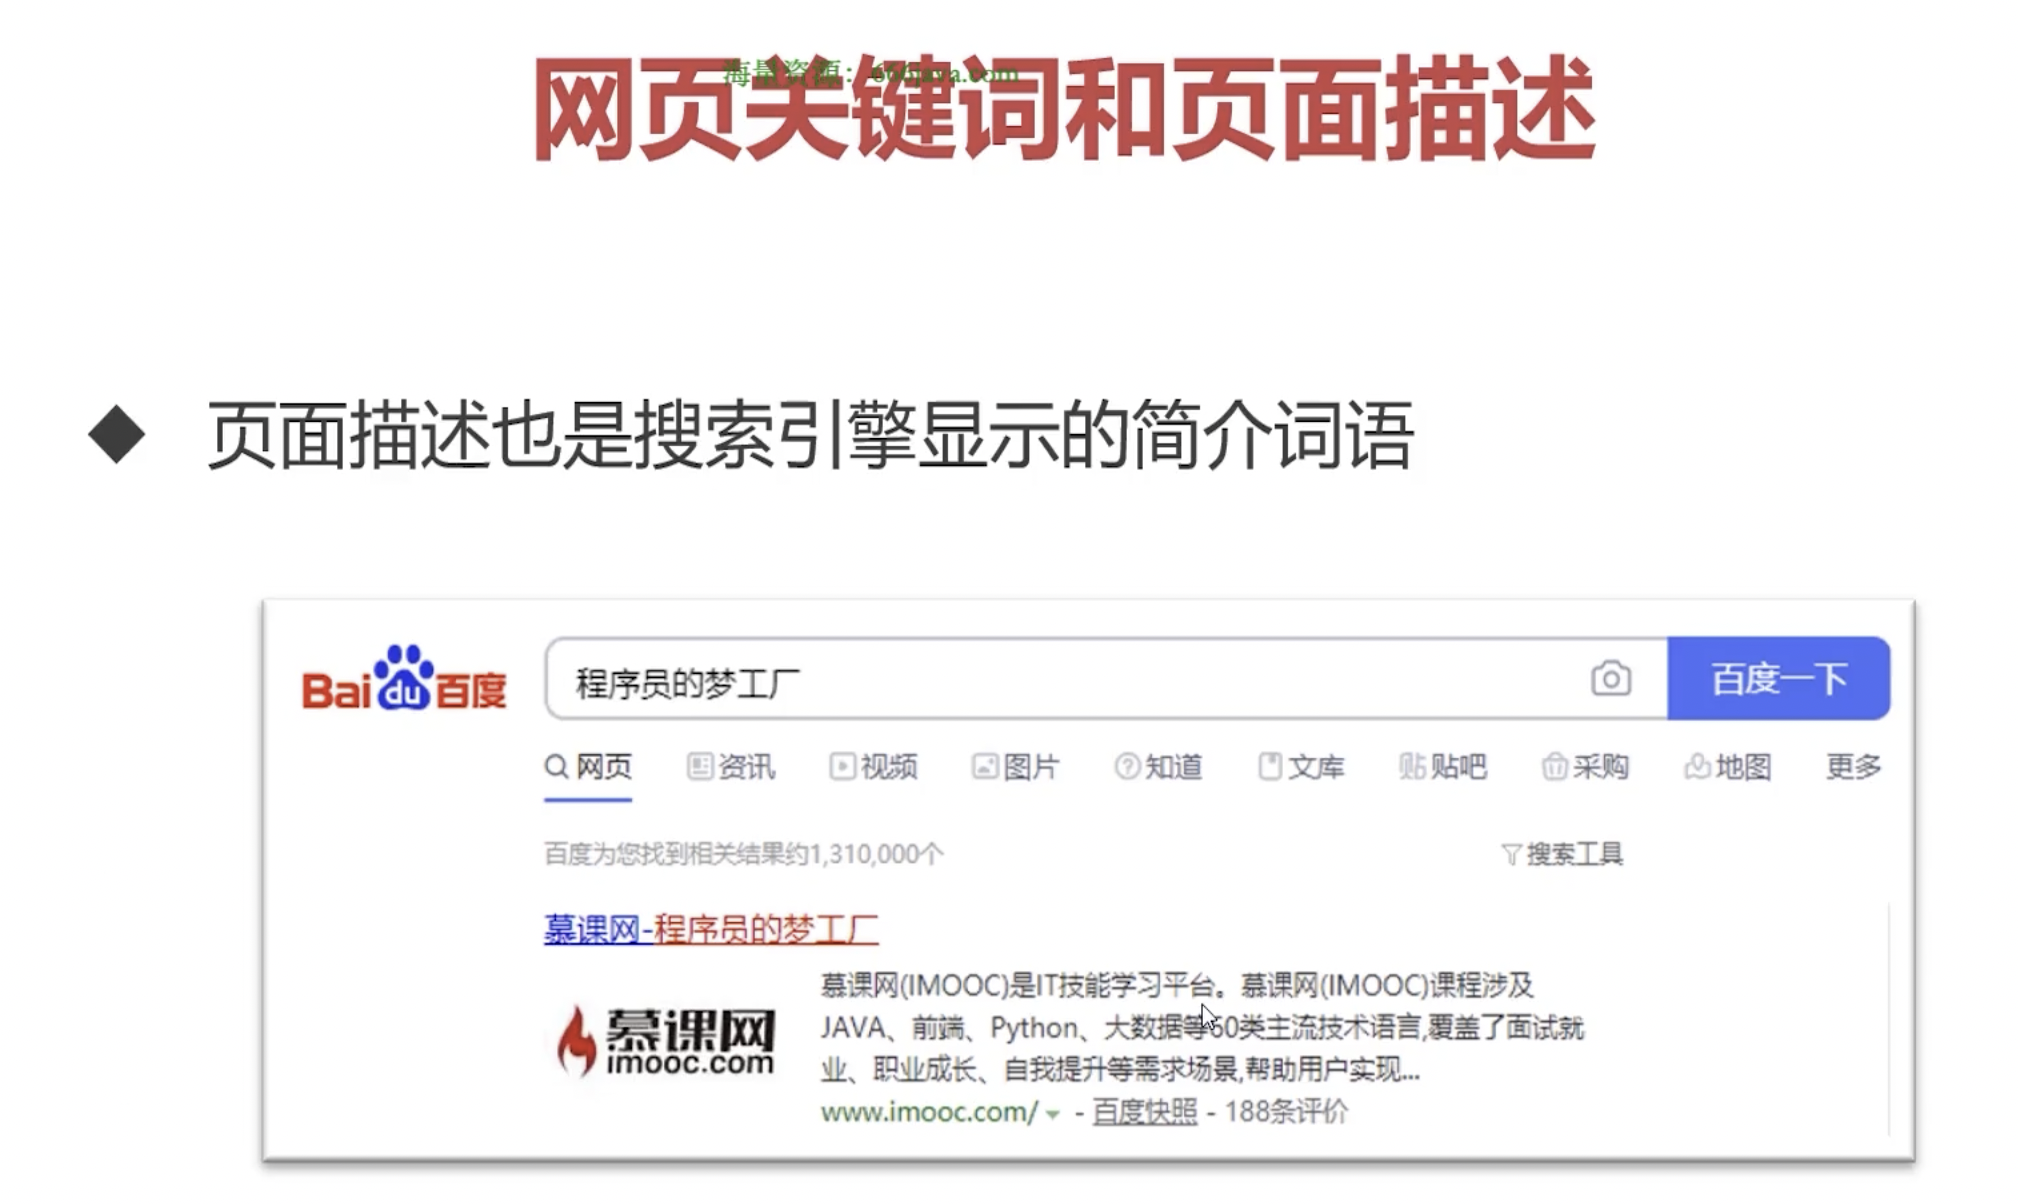 海量资源：666java.com
网页关键词和页面描述
◆ 页面描述也是搜索引擎显示的简介词语
Bai du 百度 程序员的梦工厂 百度一下
网页 资讯 视频 图片 知道 文库 贴吧 采购 地图 更多
百度为您找到相关结果约1,310,000个 搜索工具
慕课网-程序员的梦工厂
慕课网
imooc.com
慕课网(IMOOC)是IT技能学习平台。慕课网(IMOOC)课程涉及
JAVA、前端、Python、大数据等60类主流技术语言,覆盖了面试就
业、职业成长、自我提升等需求场景,帮助用户实现...
www.imooc.com/ - 百度快照 - 188条评价